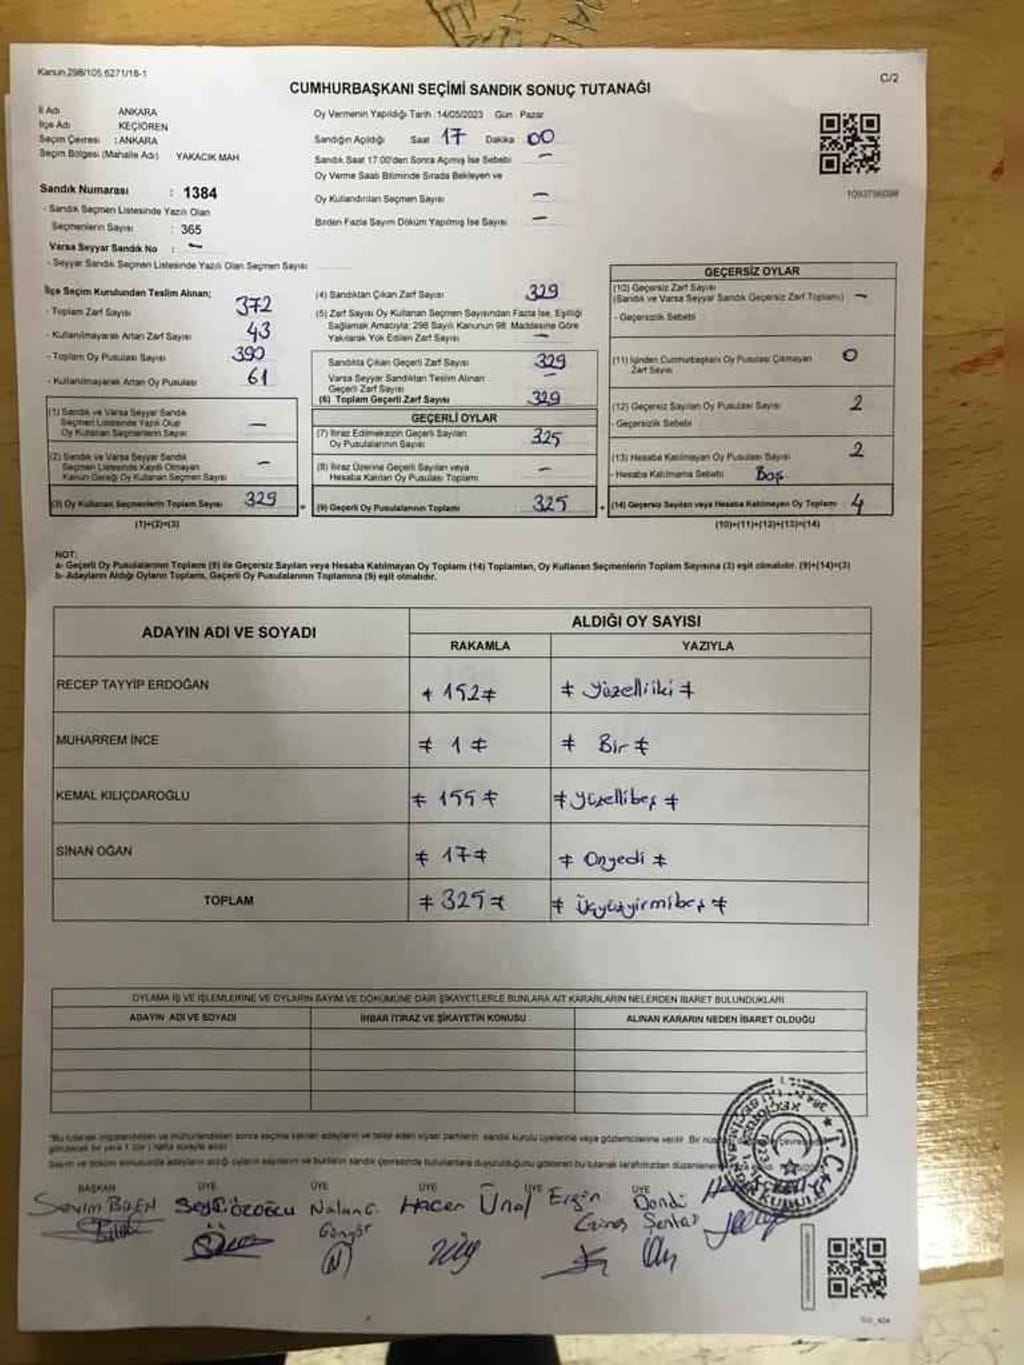 Kanun.298/105,6271/18-1
C/2
CUMHURBAŞKANI SEÇİMİ SANDIK SONUÇ TUTANAĞI
İl Adı ANKARA
İlçe Adı KEÇİÖREN
Seçim Çevresi : ANKARA
Seçim Bölgesi (Mahalle Adı) YAKACIK MAH
Sandık Numarası : 1384
- Sandık Seçmen Listesinde Yazılı Olan
Seçmenlerin Sayısı : 365
Varsa Seyyar Sandık No : –
- Seyyar Sandık Seçmen Listesinde Yazılı Olan Seçmen Sayısı
Oy Vermenin Yapıldığı Tarih :14/05/2023 Gün : Pazar
Sandığın Açıldığı Saat 17 Dakika 00
Sandık Saat 17:00'den Sonra Açmış İse Sebebi –
Oy Verme Saati Bitiminde Sırada Bekleyen ve
Oy Kullandırılan Seçmen Sayısı –
Birden Fazla Sayım Döküm Yapılmış İse Sayısı –
1093796098
İlçe Seçim Kurulundan Teslim Alınan;
- Toplam Zarf Sayısı 372
- Kullanılmayarak Artan Zarf Sayısı 43
- Toplam Oy Pusulası Sayısı 390
- Kullanılmayarak Artan Oy Pusulası 61
(1) Sandık ve Varsa Seyyar Sandık
Seçmen Listesinde Yazılı Olup
Oy Kullanan Seçmenlerin Sayısı –
(2) Sandık ve Varsa Seyyar Sandık
Seçmen Listesinde Kaydı Olmayan
Kanun Gereği Oy Kullanan Seçmen Sayısı –
(3) Oy Kullanan Seçmenlerin Toplam Sayısı 329
(1)+(2)=(3)
(4) Sandıktan Çıkan Zarf Sayısı 329
(5) Zarf Sayısı Oy Kullanan Seçmen Sayısından Fazla İse, Eşitliği
Sağlamak Amacıyla; 298 Sayılı Kanunun 98. Maddesine Göre
Yakılarak Yok Edilen Zarf Sayısı –
Sandıkta Çıkan Geçerli Zarf Sayısı 329
Varsa Seyyar Sandıktan Teslim Alınan
Geçerli Zarf Sayısı –
(6) Toplam Geçerli Zarf Sayısı 329
GEÇERLİ OYLAR
(7) İtiraz Edilmeksizin Geçerli Sayılan
Oy Pusulalarının Sayısı 325
(8) İtiraz Üzerine Geçerli Sayılan veya
Hesaba Katılan Oy Pusulası Toplamı –
(9) Geçerli Oy Pusulalarının Toplamı 325
GEÇERSİZ OYLAR
(10) Geçersiz Zarf Sayısı
(Sandık ve Varsa Seyyar Sandık Geçersiz Zarf Toplamı) –
- Geçersizlik Sebebi
(11) İçinden Cumhurbaşkanı Oy Pusulası Çıkmayan
Zarf Sayısı 0
(12) Geçersiz Sayılan Oy Pusulası Sayısı 2
- Geçersizlik Sebebi
(13) Hesaba Katılmayan Oy Pusulası Sayısı 2
- Hesaba Katılmama Sebebi Boş
(14) Geçersiz Sayılan veya Hesaba Katılmayan Oy Toplamı 4
(10)+(11)+(12)+(13)=(14)
NOT:
a- Geçerli Oy Pusulalarının Toplamı (9) ile Geçersiz Sayılan veya Hesaba Katılmayan Oy Toplamı (14) Toplamları, Oy Kullanan Seçmenlerin Toplam Sayısına (3) eşit olmalıdır. (9)+(14)=(3)
b- Adayların Aldığı Oyların Toplamı, Geçerli Oy Pusulalarının Toplamına (9) eşit olmalıdır.
ADAYIN ADI VE SOYADI ALDIĞI OY SAYISI
RAKAMLA YAZIYLA
RECEP TAYYİP ERDOĞAN ≠ 152 ≠ ≠ Yüzelliiki ≠
MUHARREM İNCE ≠ 1 ≠ ≠ Bir ≠
KEMAL KILIÇDAROĞLU ≠ 155 ≠ ≠ Yüzellibeş ≠
SİNAN OĞAN ≠ 17 ≠ ≠ Onyedi ≠
TOPLAM ≠ 325 ≠ ≠ Üçyüzyirmibeş ≠
OYLAMA İŞ VE İŞLEMLERİNE VE OYLARIN SAYIM VE DÖKÜMÜNE DAİR ŞİKAYETLERLE BUNLARA AİT KARARLARIN NELERDEN İBARET BULUNDUKLARI
ADAYIN ADI VE SOYADI İHBAR İTİRAZ VE ŞİKAYETİN KONUSU ALINAN KARARIN NEDEN İBARET OLDUĞU
BAŞKAN ÜYE ÜYE ÜYE ÜYE ÜYE
Sevim BİLEN Nalan Hacer Ünal Ergün Döndü
Güngör Güneş Şenlat